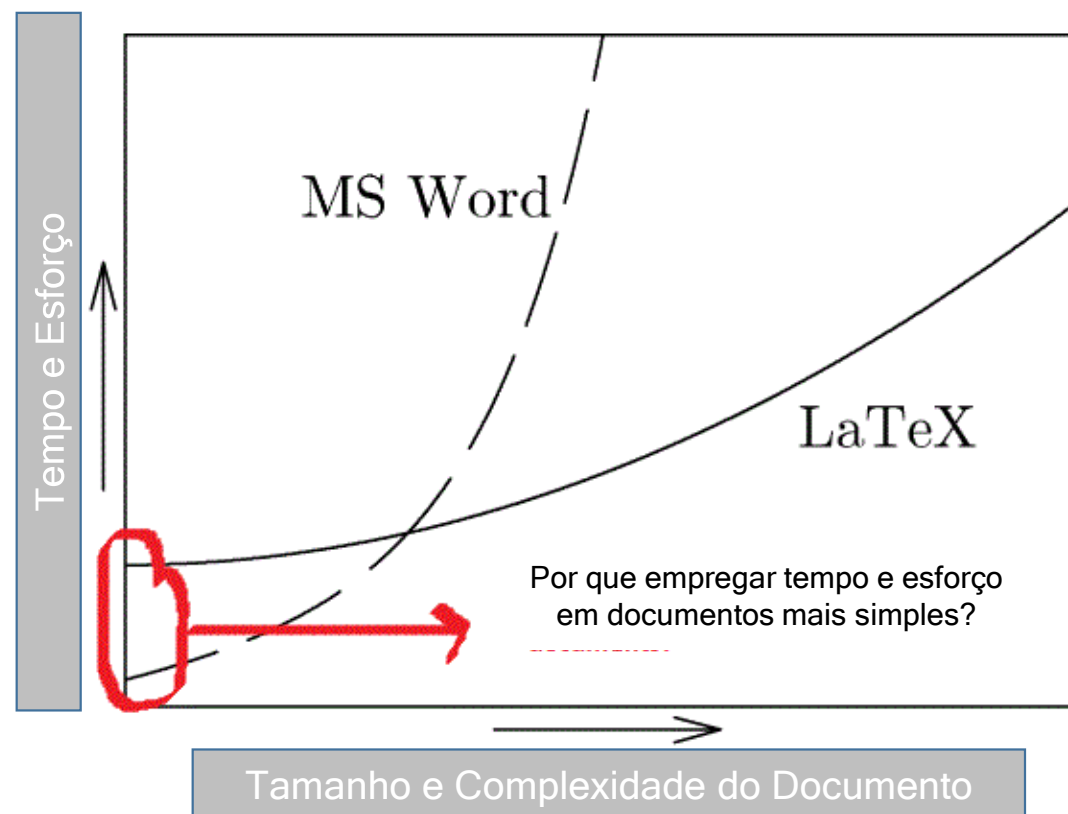 Tempo e Esforço
MS Word
LaTeX
Por que empregar tempo e esforço
em documentos mais simples?
Tamanho e Complexidade do Documento